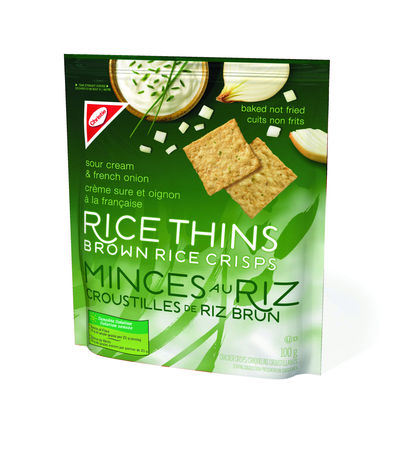 Christie
baked not fried
cuits non frits
sour cream
& french onion
crème sure et oignon
à la française
RICE THINS
BROWN RICE CRISPS
MINCES AU RIZ
CROUSTILLES DE RIZ BRUN
100 g